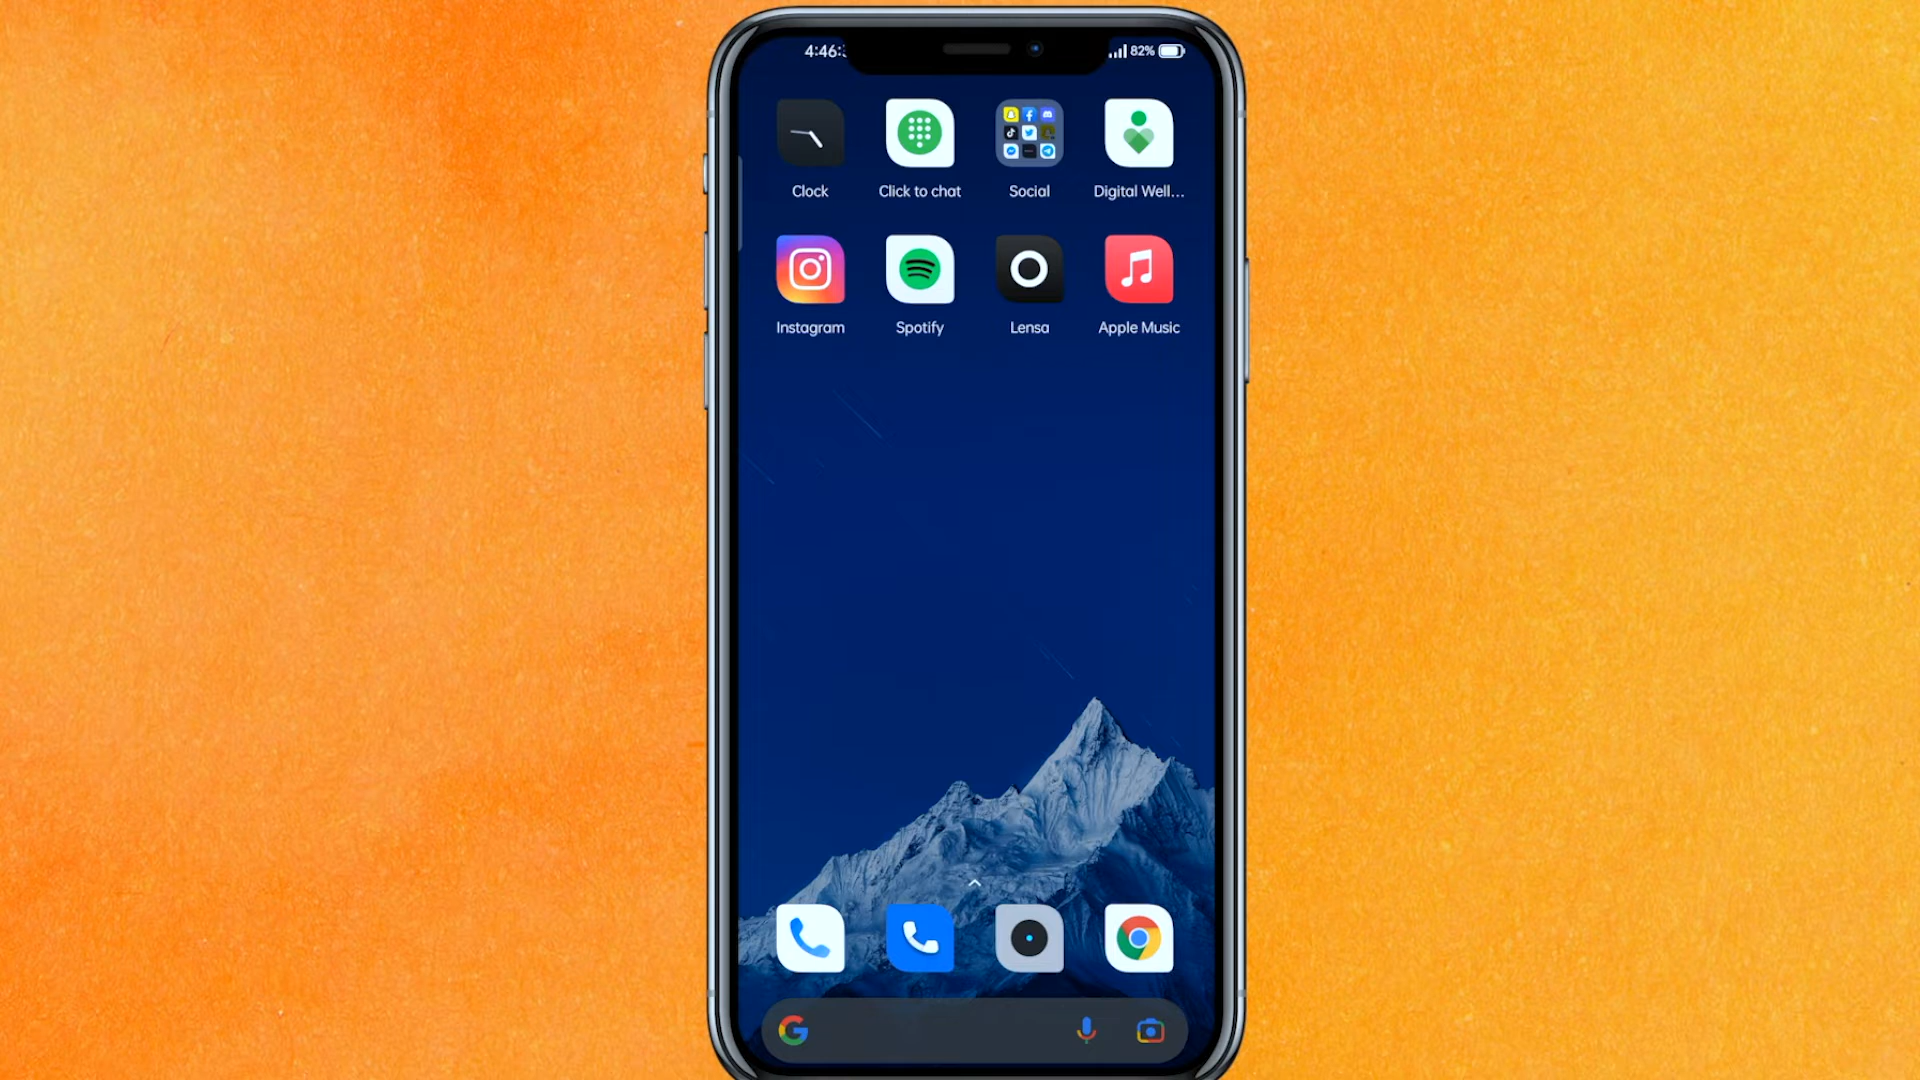 4:46:
82%
Clock Click to chat Social Digital Well...
Instagram Spotify Lensa Apple Music